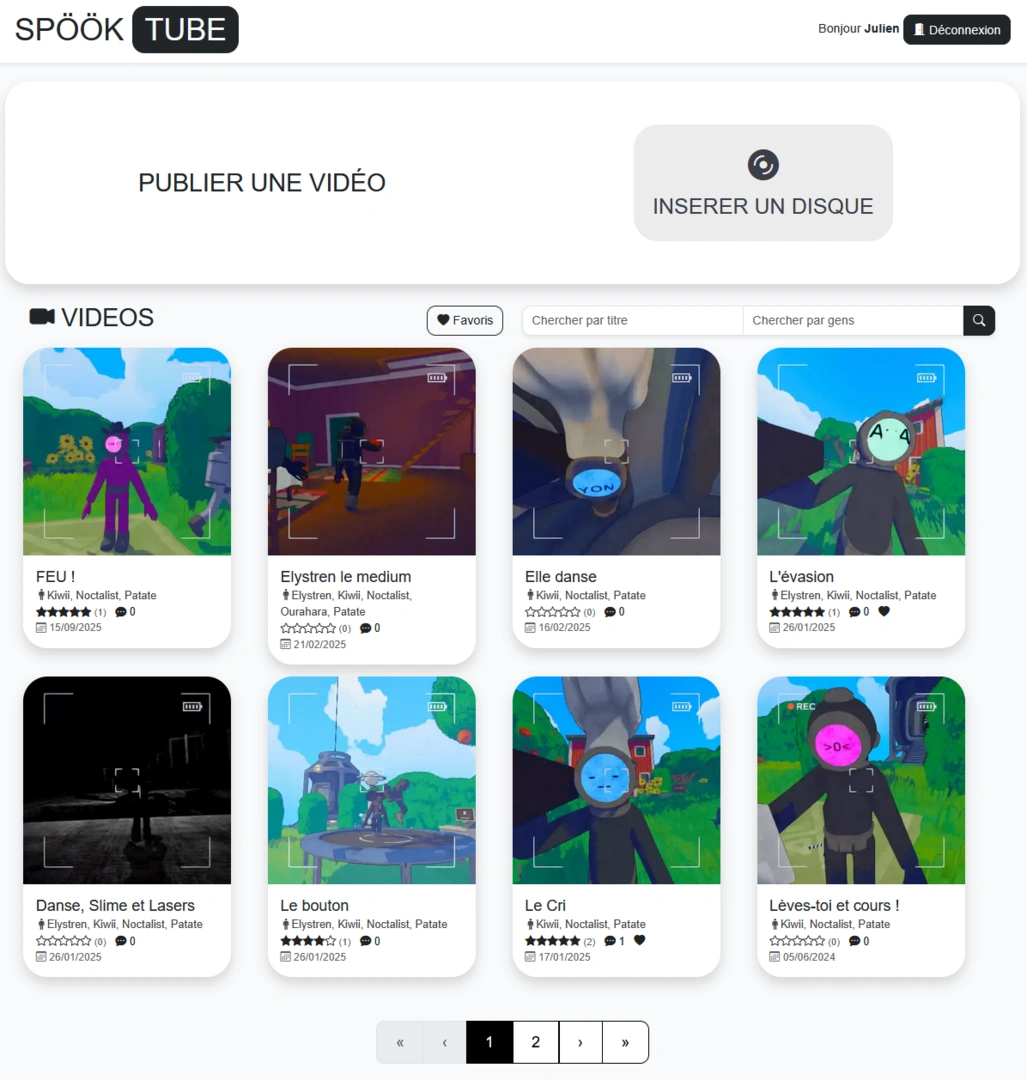 SPÖÖK TUBE
Bonjour Julien Déconnexion
PUBLIER UNE VIDÉO
INSERER UN DISQUE
VIDEOS
Favoris
Chercher par titre
Chercher par gens
FEU !
Kiwii, Noctalist, Patate
(1) 0
15/09/2025
Elystren le medium
Elystren, Kiwii, Noctalist,
Ourahara, Patate
(0) 0
21/02/2025
YON
Elle danse
Kiwii, Noctalist, Patate
(0) 0
16/02/2025
L'évasion
Elystren, Kiwii, Noctalist, Patate
(1) 0
26/01/2025
Danse, Slime et Lasers
Elystren, Kiwii, Noctalist, Patate
(0) 0
26/01/2025
Le bouton
Elystren, Kiwii, Noctalist, Patate
(1) 0
26/01/2025
Le Cri
Kiwii, Noctalist, Patate
(2) 1
17/01/2025
REC
>0<
Lèves-toi et cours !
Kiwii, Noctalist, Patate
(0) 0
05/06/2024
« ‹ 1 2 › »